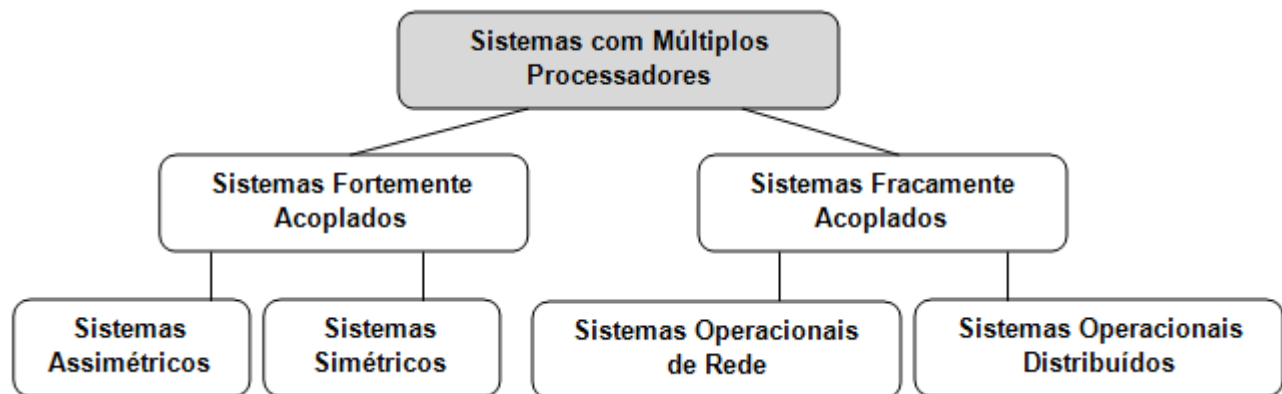 Sistemas com Múltiplos
Processadores
Sistemas Fortemente
Acoplados
Sistemas Fracamente
Acoplados
Sistemas
Assimétricos
Sistemas
Simétricos
Sistemas Operacionais
de Rede
Sistemas Operacionais
Distribuídos